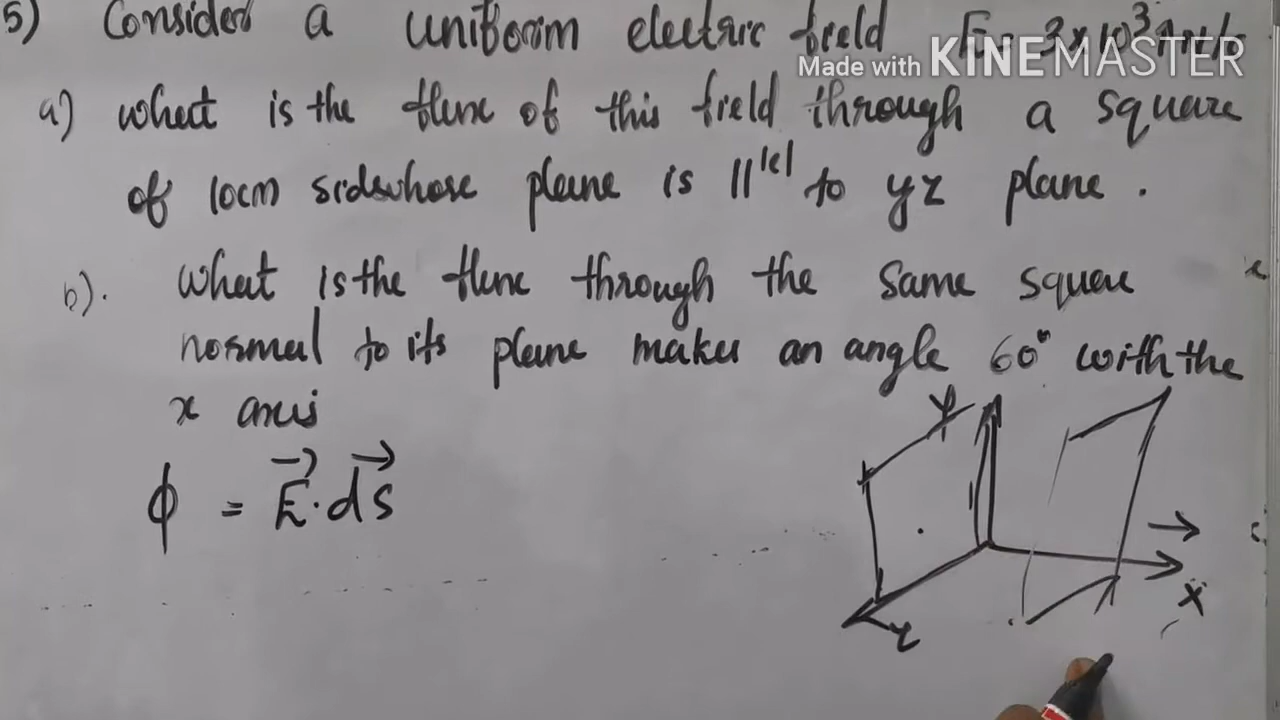 5) Consider a uniform electric field E = 3x10³
Made with KINEMASTER
a) what is the flux of this field through a square
of 10cm side whose plane is ||lel to yz plane.
b). what is the flux through the same square
normal to its plane makes an angle 60° with the
x axis
ϕ = E⃗.ds⃗
y
x
z